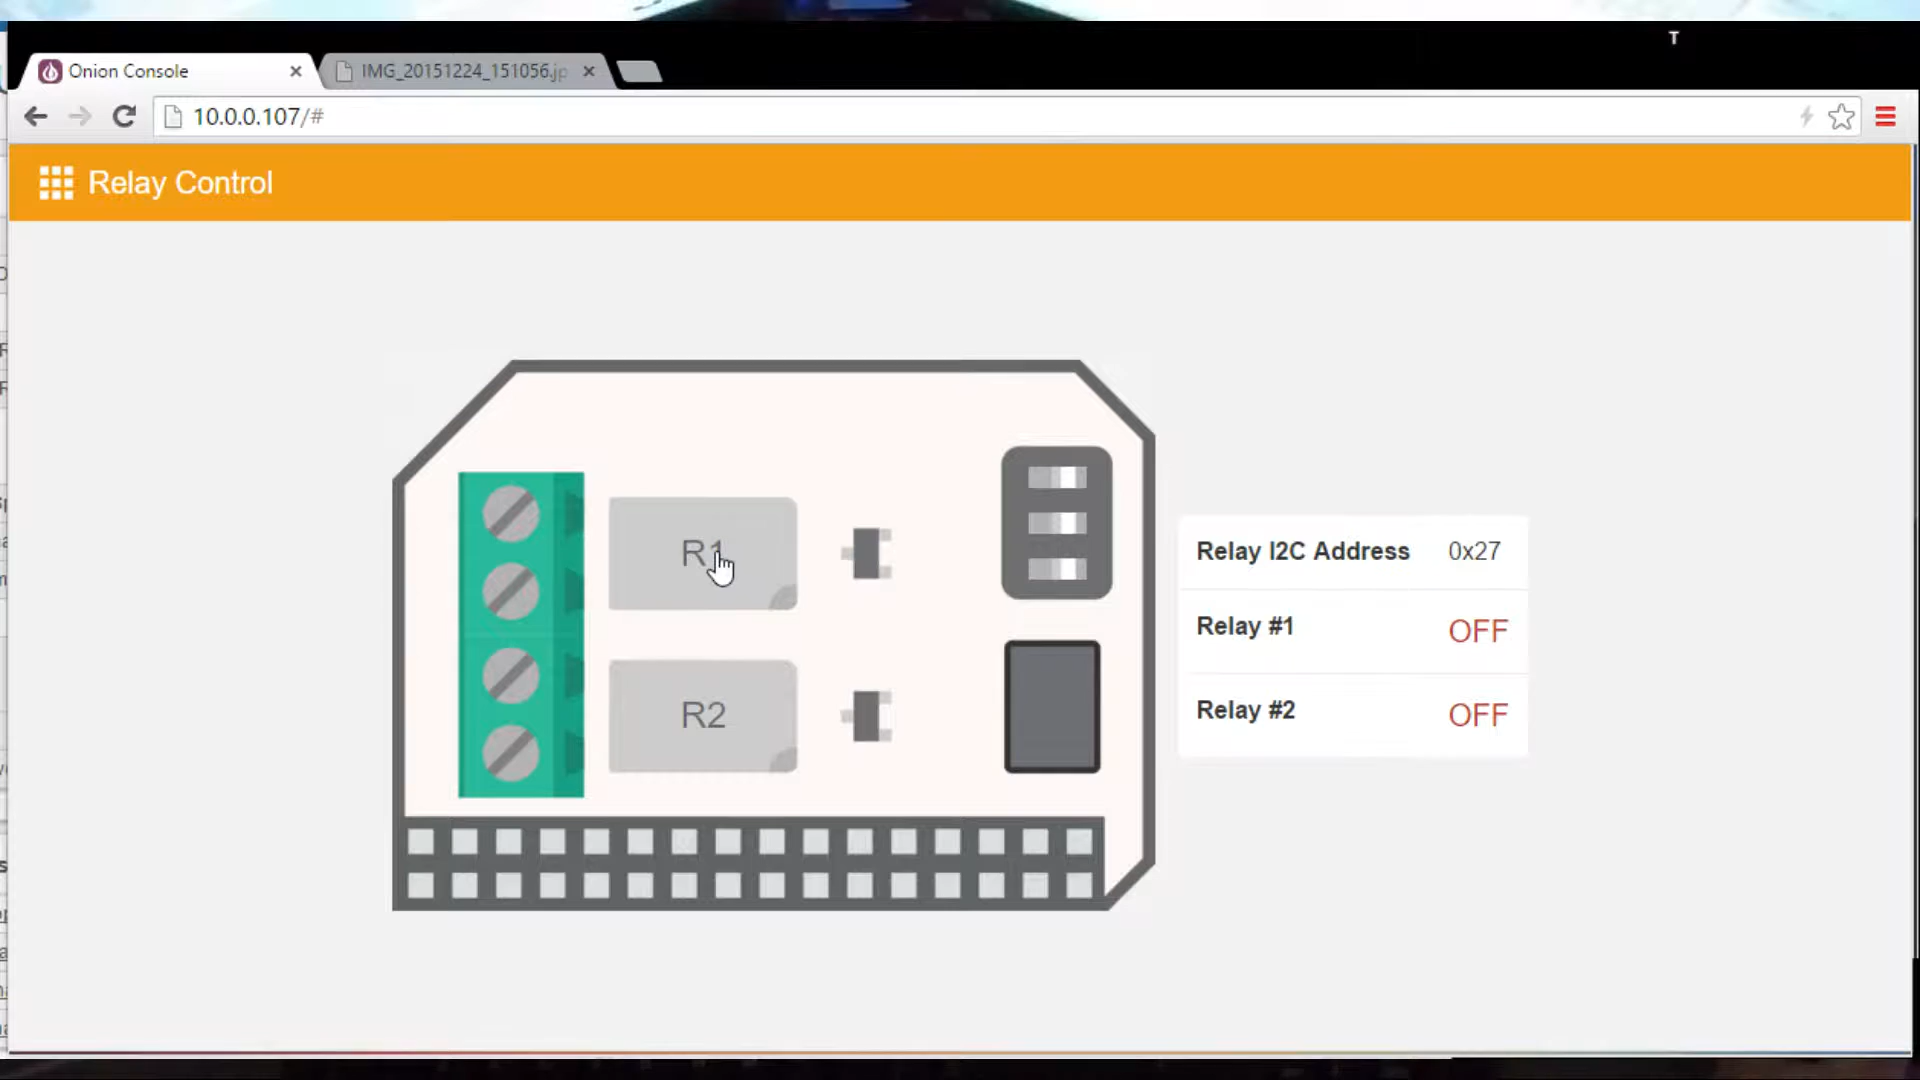 T
Onion Console
IMG_20151224_151056.jp
10.0.0.107/#
Relay Control
R1
R2
Relay I2C Address 0x27
Relay #1 OFF
Relay #2 OFF